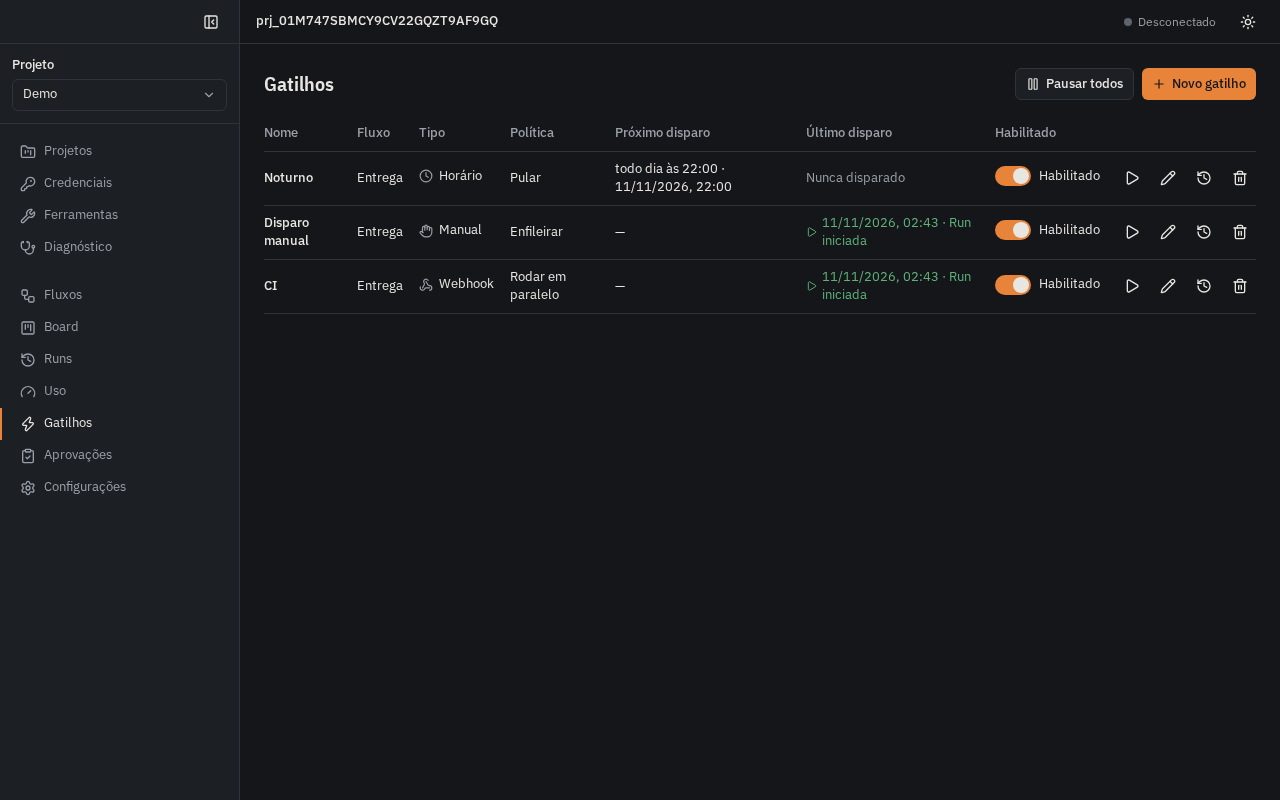 prj_01M747SBMCY9CV22GQZT9AF9GQ
Desconectado
Projeto
Demo
Projetos
Credenciais
Ferramentas
Diagnóstico
Fluxos
Board
Runs
Uso
Gatilhos
Aprovações
Configurações
Gatilhos
Pausar todos
Novo gatilho
Nome Fluxo Tipo Política Próximo disparo Último disparo Habilitado
Noturno Entrega Horário Pular todo dia às 22:00 · Nunca disparado Habilitado
11/11/2026, 22:00
Disparo Entrega Manual Enfileirar — 11/11/2026, 02:43 · Run Habilitado
manual iniciada
CI Entrega Webhook Rodar em — 11/11/2026, 02:43 · Run Habilitado
paralelo iniciada